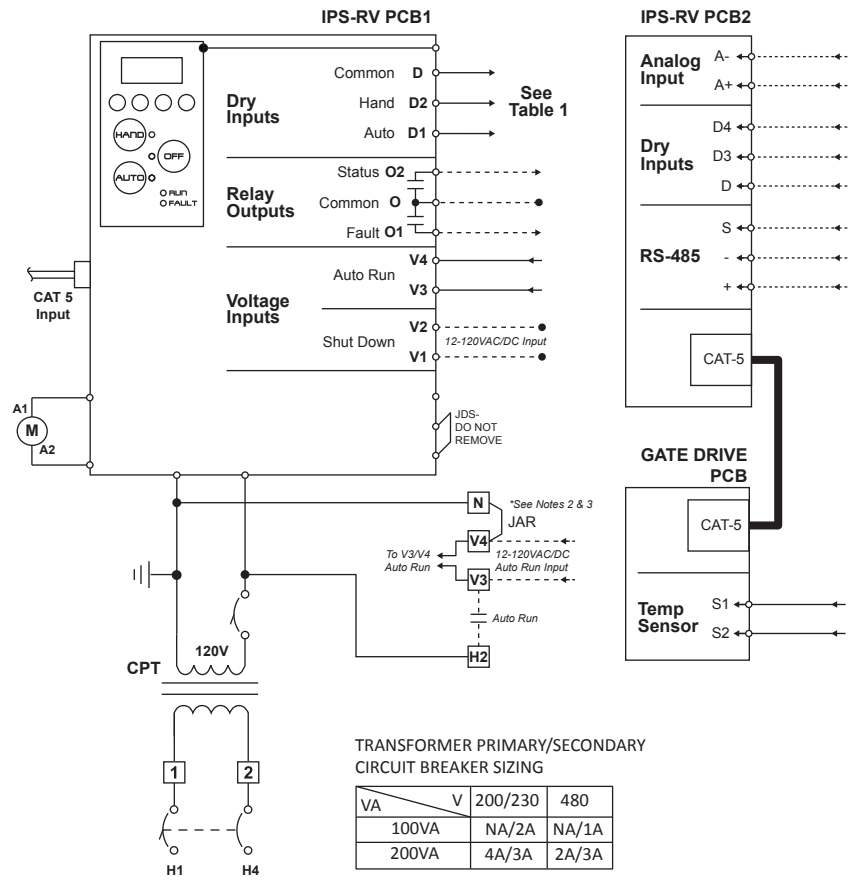 IPS-RV PCB1
HAND
OFF
AUTO
RUN
FAULT
Dry
Inputs
Common D
Hand D2
Auto D1
See
Table 1
Relay
Outputs
Status O2
Common O
Fault O1
Voltage
Inputs
Auto Run
V4
V3
Shut Down
V2
V1
12-120VAC/DC Input
CAT 5
Input
A1
M
A2
JDS-
DO NOT
REMOVE
N
*See Notes 2 & 3
JAR
V4
To V3/V4
Auto Run
12-120VAC/DC
Auto Run Input
V3
Auto Run
H2
120V
CPT
1
2
H1
H4
IPS-RV PCB2
Analog
Input
A-
A+
Dry
Inputs
D4
D3
D
RS-485
S
-
+
CAT-5
GATE DRIVE
PCB
CAT-5
Temp
Sensor
S1
S2
TRANSFORMER PRIMARY/SECONDARY
CIRCUIT BREAKER SIZING
VA V 200/230 480
100VA NA/2A NA/1A
200VA 4A/3A 2A/3A